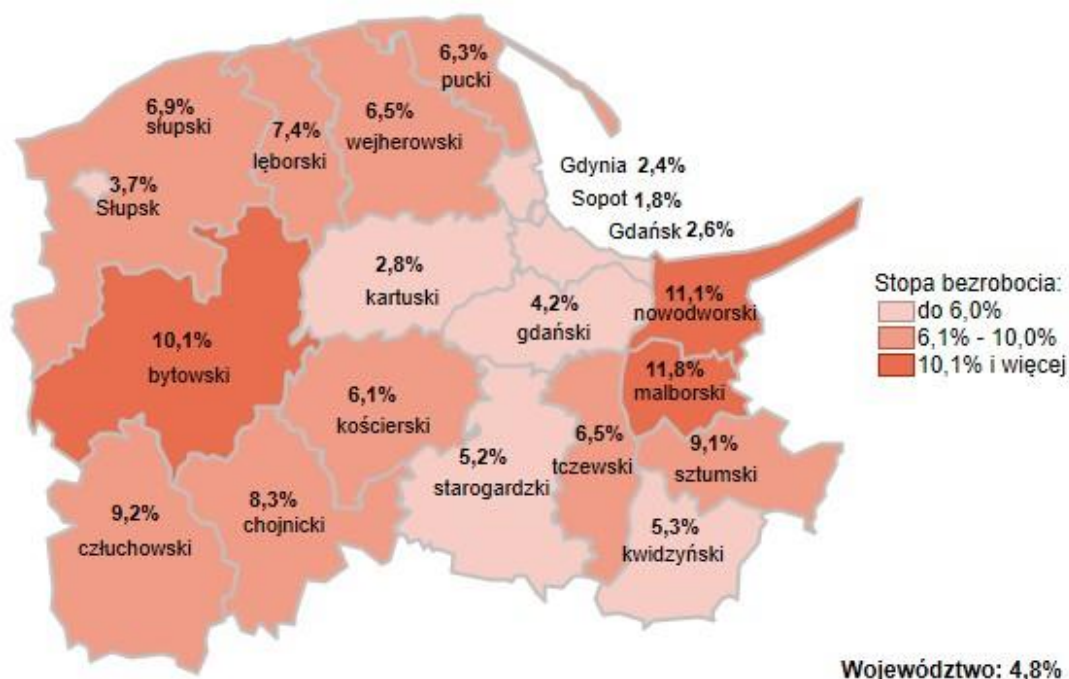 6,3%
pucki
6,9%
słupski
7,4%
lęborski
6,5%
wejherowski
3,7%
Słupsk
Gdynia 2,4%
Sopot 1,8%
Gdańsk 2,6%
2,8%
kartuski
4,2%
gdański
11,1%
nowodworski
10,1%
bytowski
11,8%
malborski
6,1%
kościerski
6,5%
tczewski
9,1%
sztumski
5,2%
starogardzki
9,2%
człuchowski
8,3%
chojnicki
5,3%
kwidzyński
Stopa bezrobocia:
do 6,0%
6,1% - 10,0%
10,1% i więcej
Województwo: 4,8%